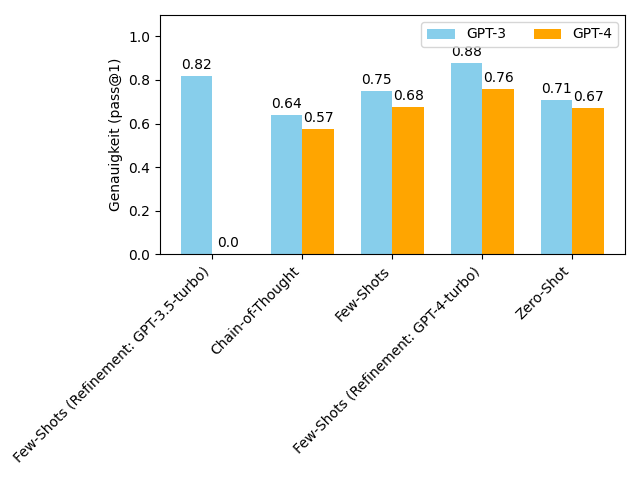 GPT-3 GPT-4
Genauigkeit (pass@1)
1.0
0.8
0.6
0.4
0.2
0.0
0.82
0.0
0.64
0.57
0.75
0.68
0.88
0.76
0.71
0.67
Few-Shots (Refinement: GPT-3.5-turbo)
Chain-of-Thought
Few-Shots
Few-Shots (Refinement: GPT-4-turbo)
Zero-Shot